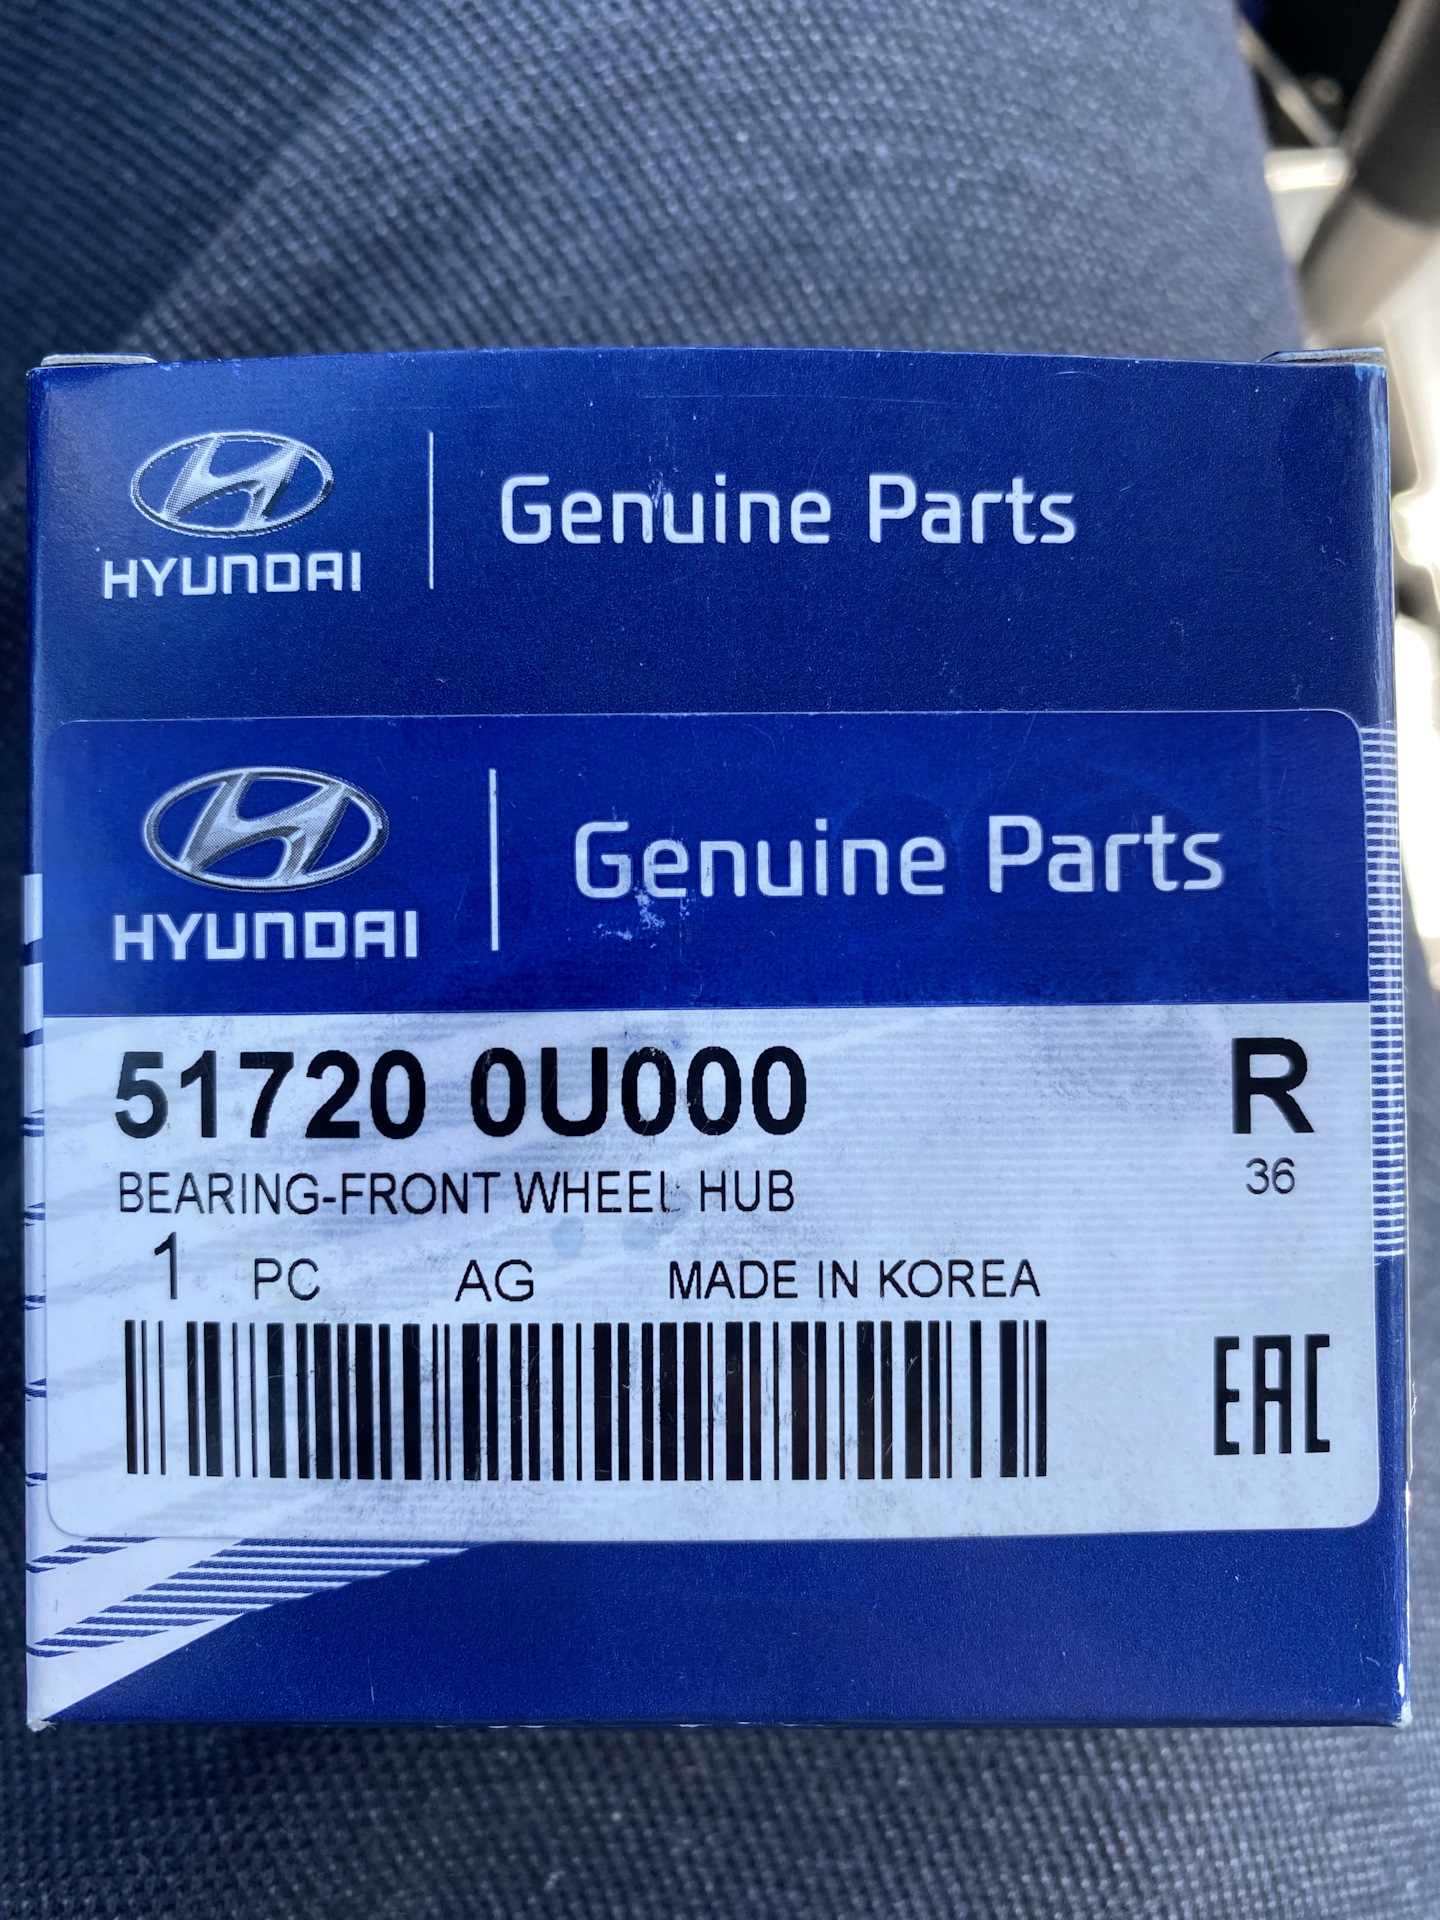 HYUNDAI
Genuine Parts
HYUNDAI
Genuine Parts
51720 0U000
R
BEARING-FRONT WHEEL HUB
36
1 PC AG MADE IN KOREA
EAC